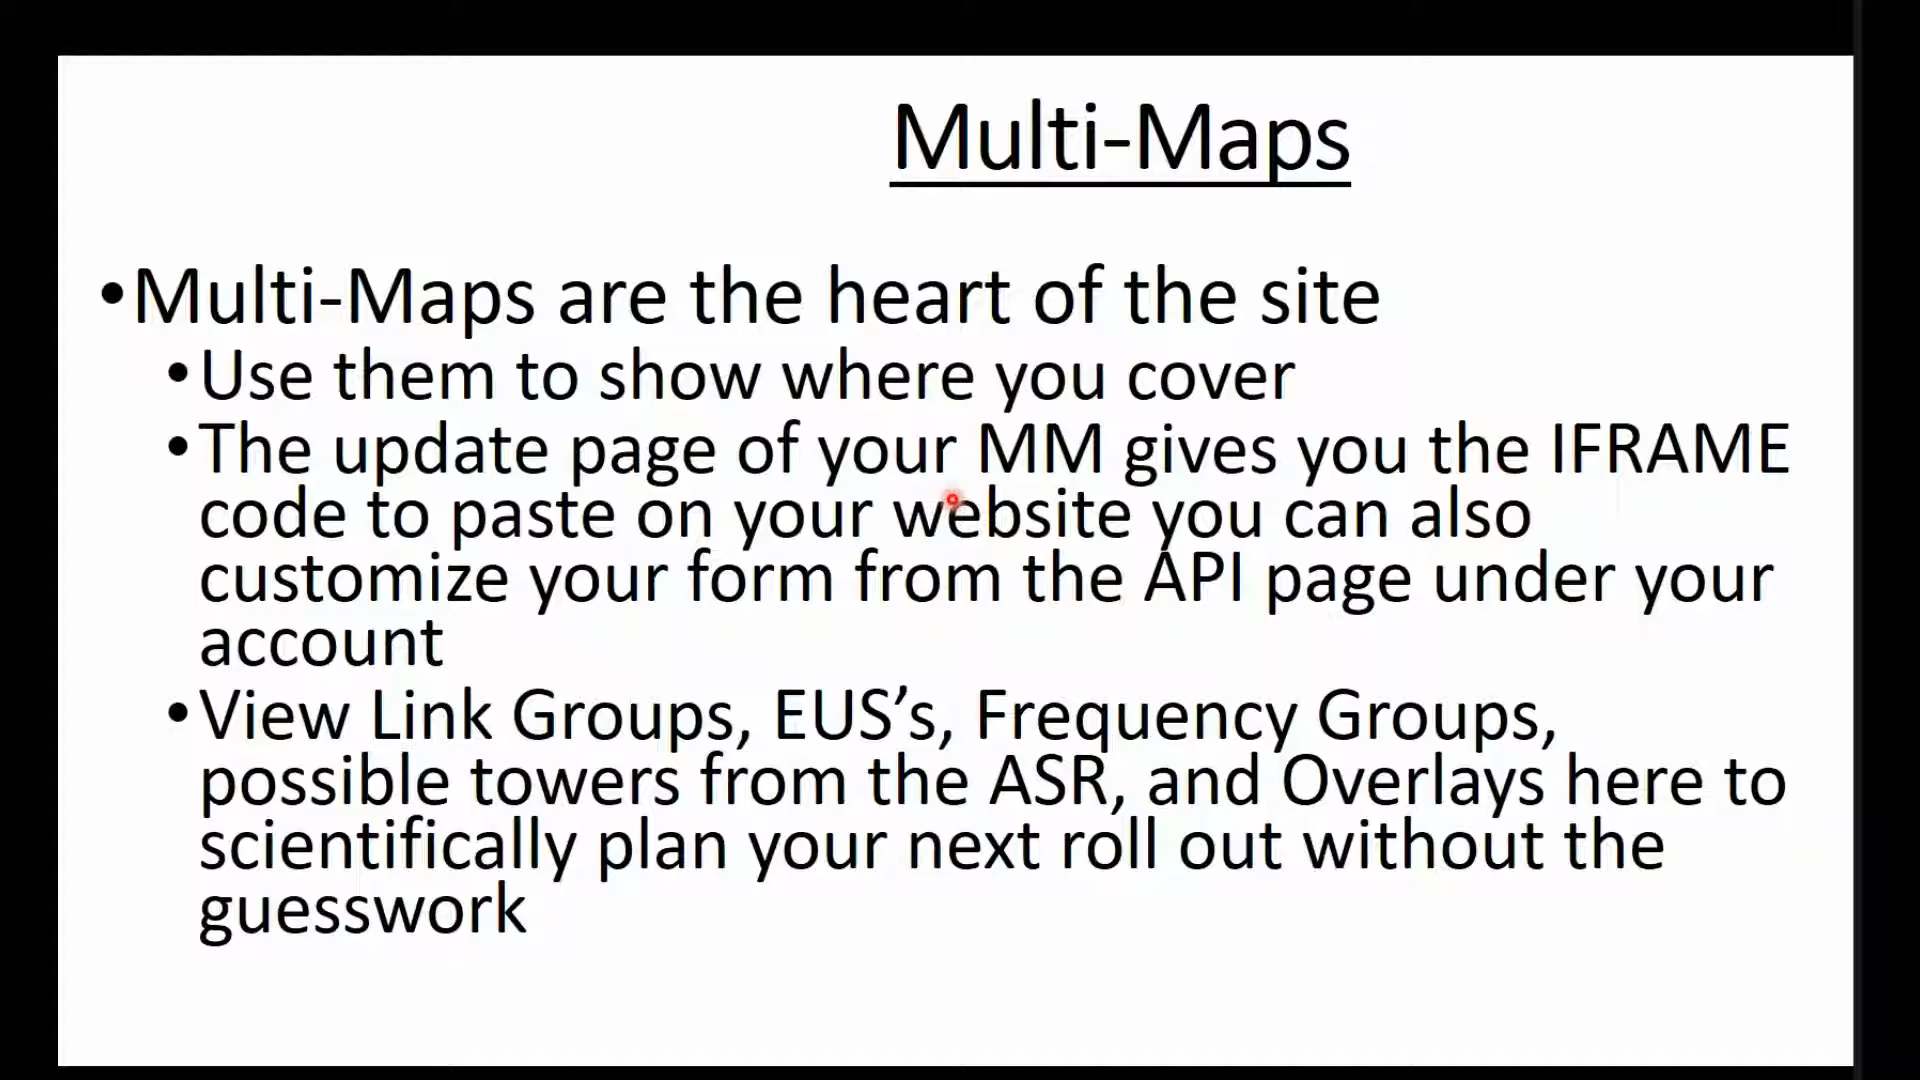 Multi-Maps
•Multi-Maps are the heart of the site
•Use them to show where you cover
•The update page of your MM gives you the IFRAME
code to paste on your website you can also
customize your form from the API page under your
account
•View Link Groups, EUS’s, Frequency Groups,
possible towers from the ASR, and Overlays here to
scientifically plan your next roll out without the
guesswork